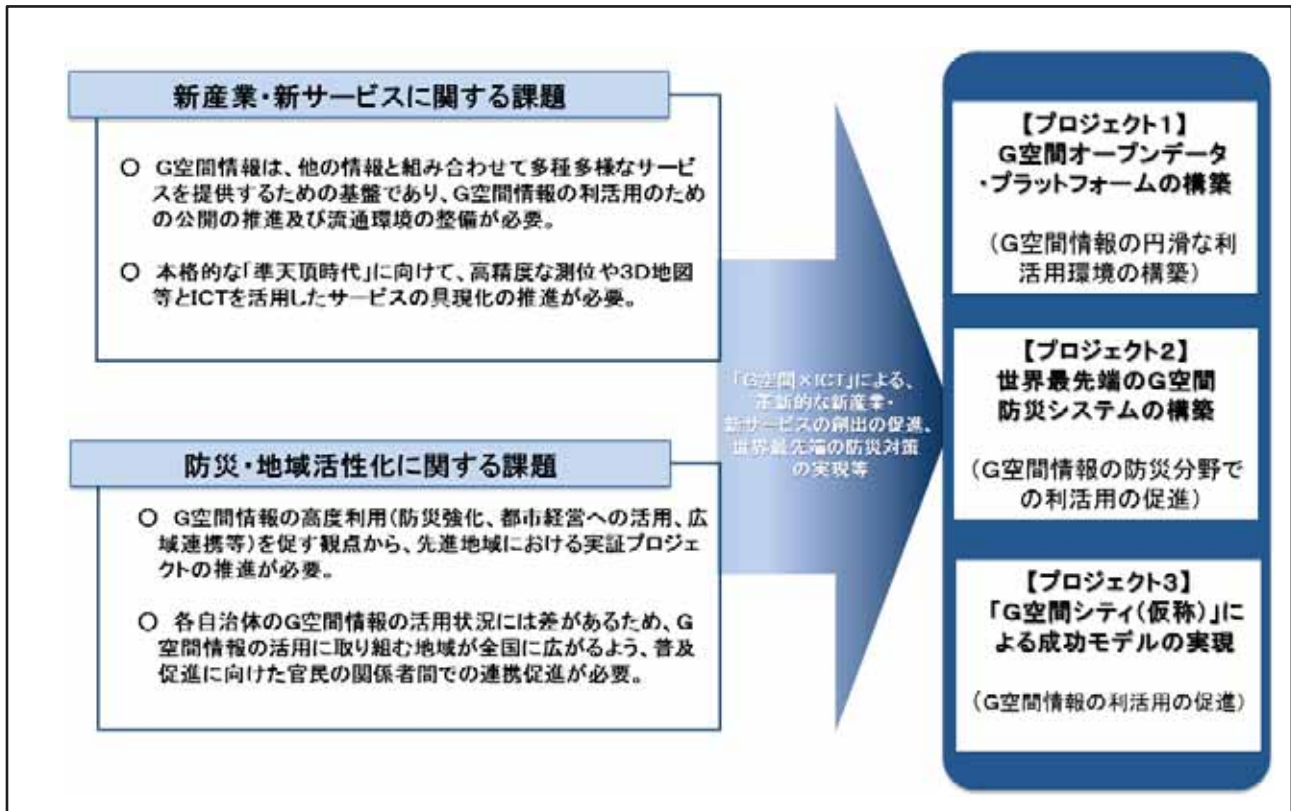 新産業・新サービスに関する課題
○ G空間情報は、他の情報と組み合わせて多種多様なサービ
スを提供するための基盤であり、G空間情報の利活用のため
の公開の推進及び流通環境の整備が必要。
○ 本格的な「準天頂時代」に向けて、高精度な測位や3D地図
等とICTを活用したサービスの具現化の推進が必要。
防災・地域活性化に関する課題
○ G空間情報の高度利用(防災強化、都市経営への活用、広
域連携等)を促す観点から、先進地域における実証プロジェ
クトの推進が必要。
○ 各自治体のG空間情報の活用状況には差があるため、G
空間情報の活用に取り組む地域が全国に広がるよう、普及
促進に向けた官民の関係者間での連携促進が必要。
「G空間×ICT」による、
革新的な新産業・
新サービスの創出の促進、
世界最先端の防災対策
の実現等
【プロジェクト1】
G空間オープンデータ
・プラットフォームの構築
(G空間情報の円滑な利
活用環境の構築)
【プロジェクト2】
世界最先端のG空間
防災システムの構築
(G空間情報の防災分野で
の利活用の促進)
【プロジェクト3】
「G空間シティ(仮称)」に
よる成功モデルの実現
(G空間情報の利活用の促進)